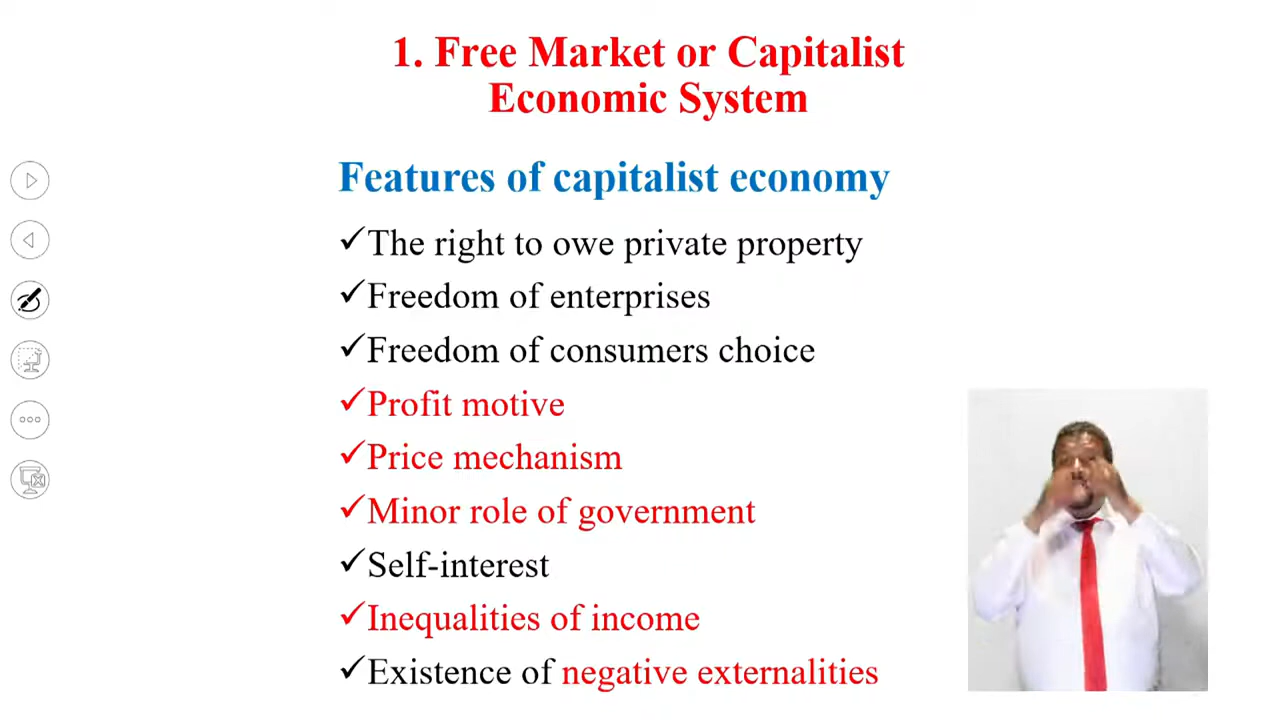 1. Free Market or Capitalist
Economic System
Features of capitalist economy
✓The right to owe private property
✓Freedom of enterprises
✓Freedom of consumers choice
✓Profit motive
✓Price mechanism
✓Minor role of government
✓Self-interest
✓Inequalities of income
✓Existence of negative externalities